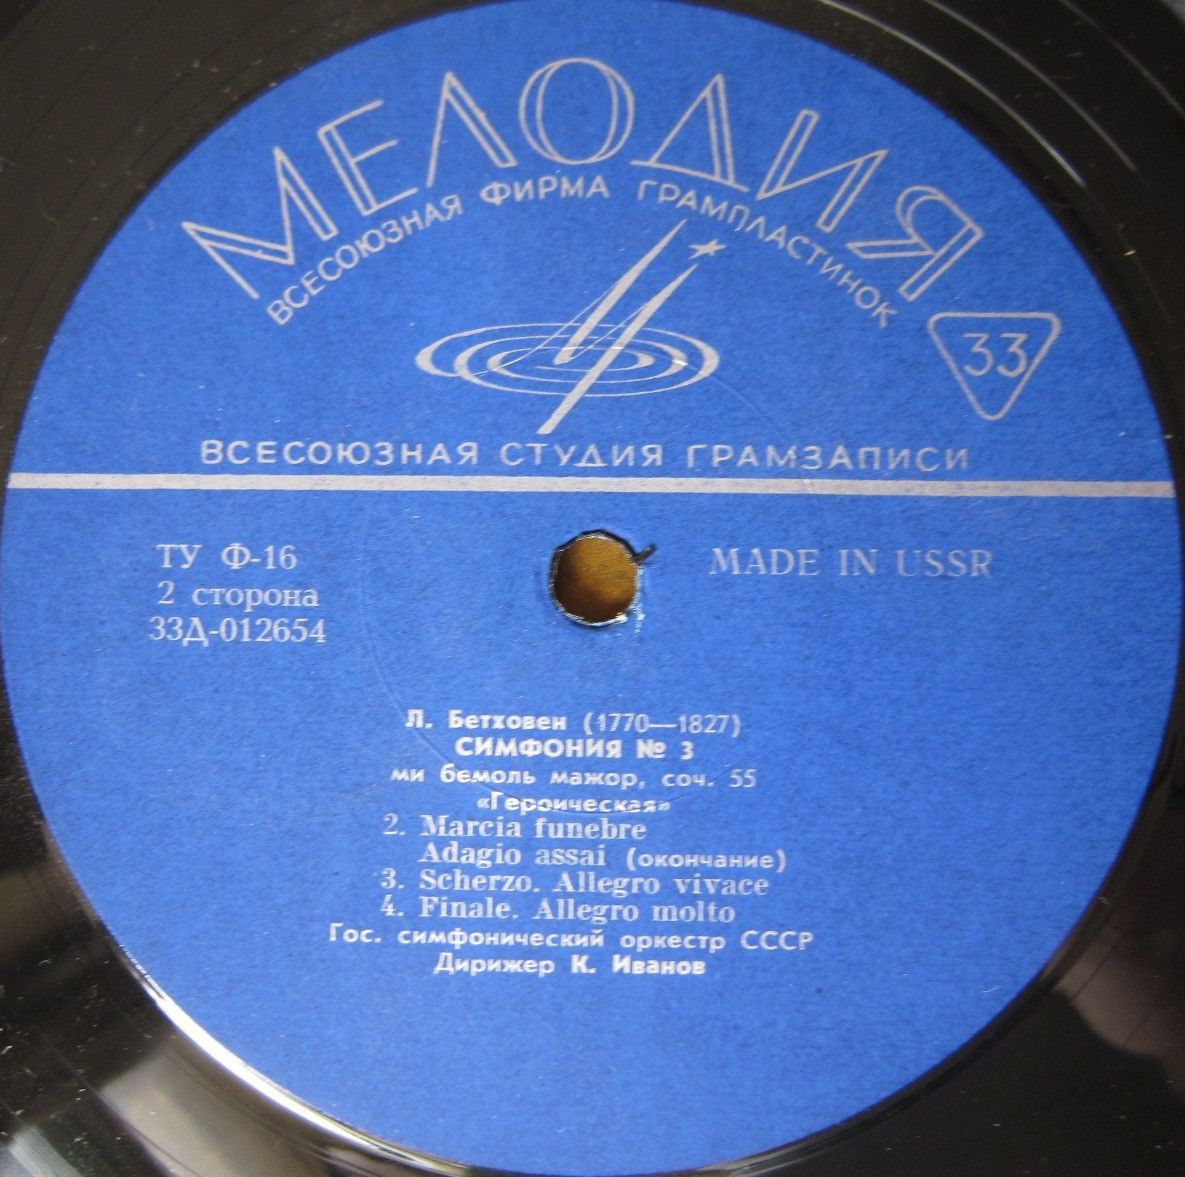 МЕЛОДИЯ
ВСЕСОЮЗНАЯ ФИРМА ГРАМПЛАСТИНОК
33
ВСЕСОЮЗНАЯ СТУДИЯ ГРАМЗАПИСИ
ТУ Ф-16
MADE IN USSR
2 сторона
33Д-012654
Л. Бетховен (1770—1827)
СИМФОНИЯ № 3
ми бемоль мажор, соч. 55
«Героическая»
2. Marcia funebre
Adagio assai (окончание)
3. Scherzo. Allegro vivace
4. Finale. Allegro molto
Гос. симфонический оркестр СССР
Дирижер К. Иванов